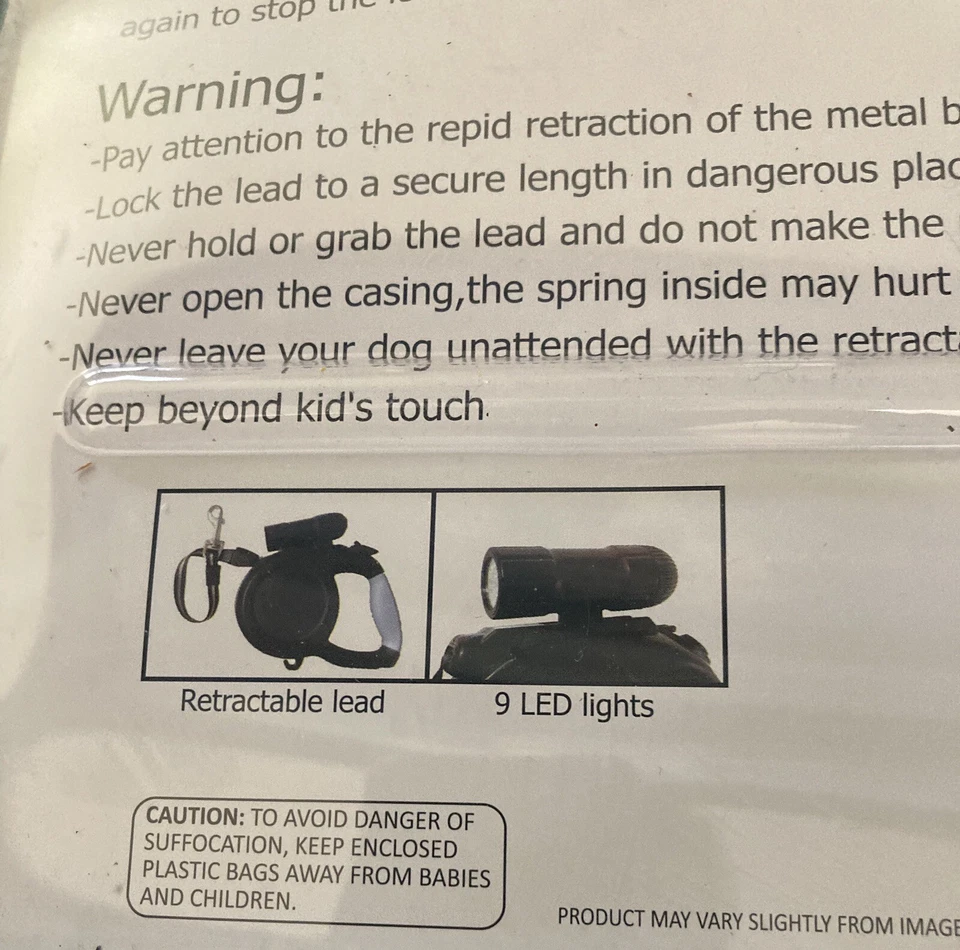 again to stop the
Warning:
-Pay attention to the repid retraction of the metal
-Lock the lead to a secure length in dangerous
-Never hold or grab the lead and do not make the
-Never open the casing,the spring inside may hurt
-Never leave your dog unattended with the
-Keep beyond kid's touch.
Retractable lead
9 LED lights
CAUTION: TO AVOID DANGER OF
SUFFOCATION, KEEP ENCLOSED
PLASTIC BAGS AWAY FROM BABIES
AND CHILDREN.
PRODUCT MAY VARY SLIGHTLY FROM IMAGE